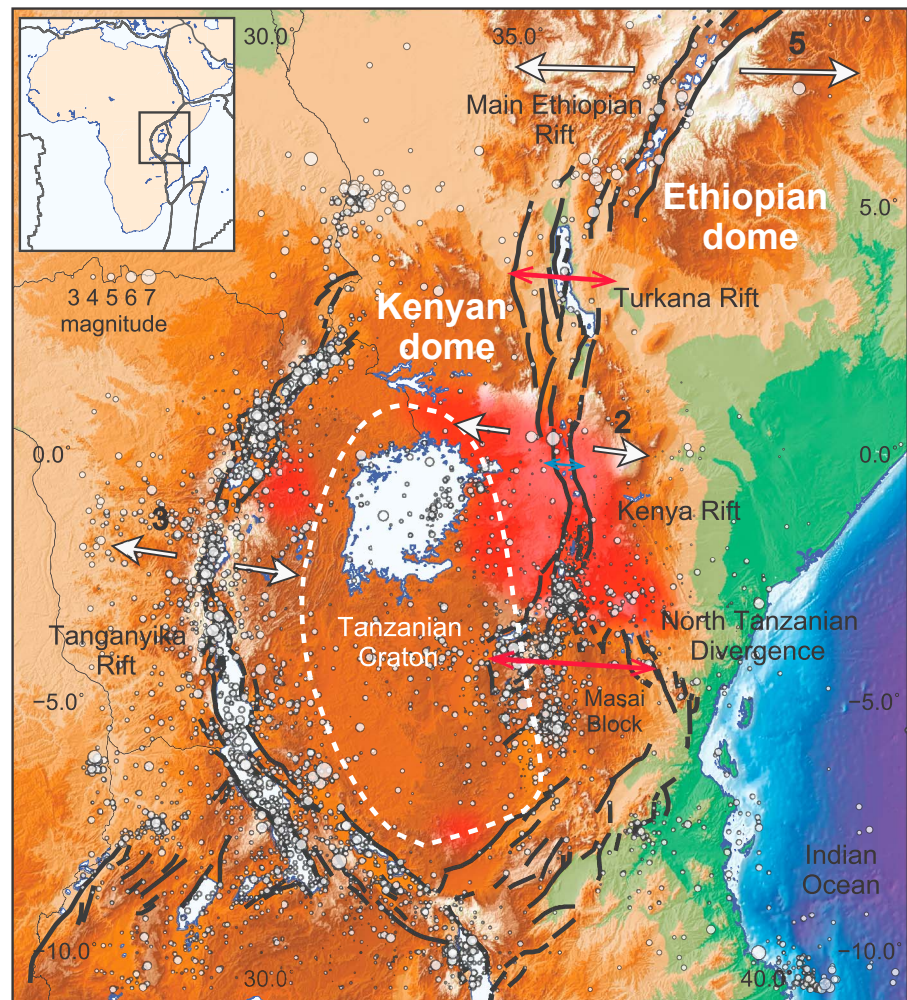 30.0°
35.0°
5
Main Ethiopian
Rift
Ethiopian
dome
5.0°
3 4 5 6 7
magnitude
Kenyan
dome
Turkana Rift
2
0.0°
0.0°
Kenya Rift
3
Tanganyika
Rift
Tanzanian
Craton
North Tanzanian
Divergence
−5.0°
Masai
Block
−5.0°
Indian
Ocean
−10.0°
30.0°
40.0°
−10.0°